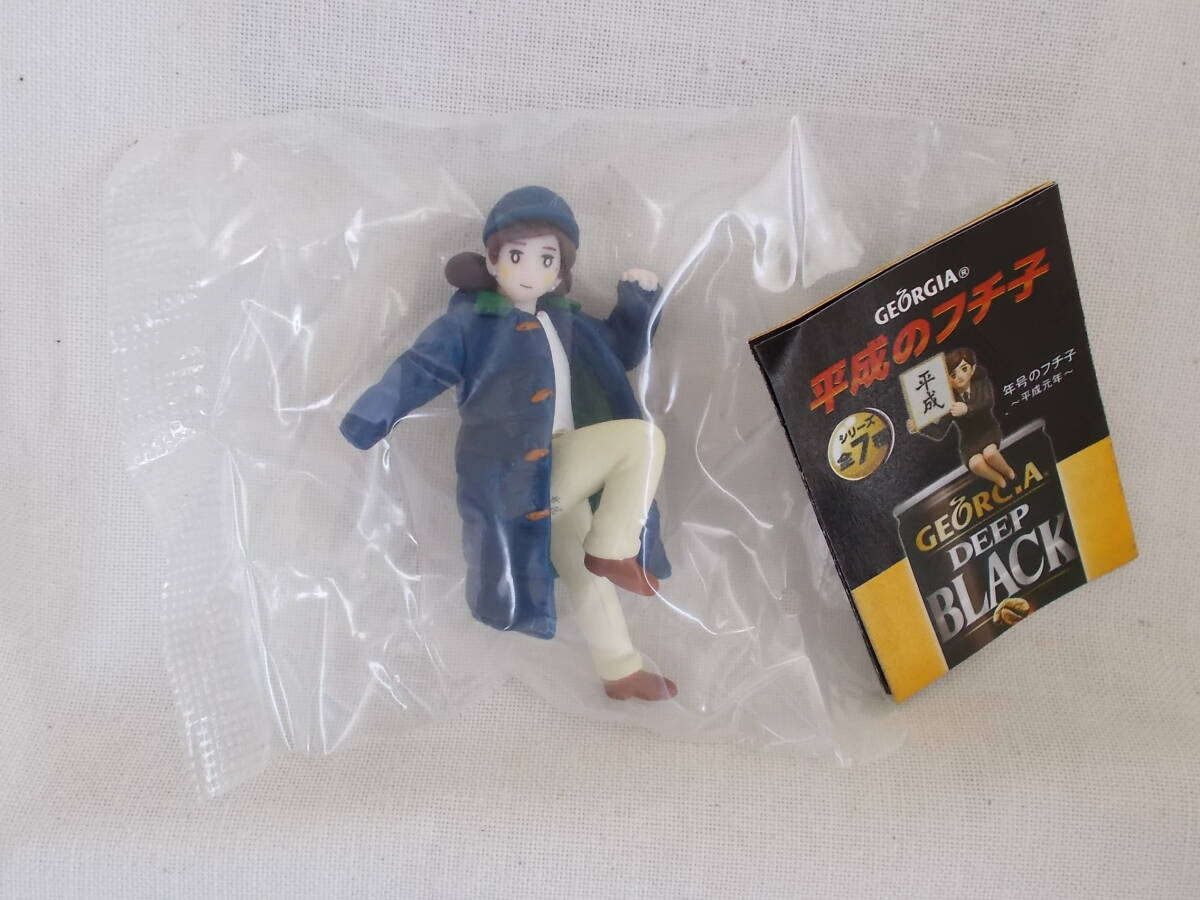 GEORGIA®
平成のフチ子
平成
年号のフチ子
～平成元年～
シリーズ
全7種
GEORGIA
DEEP
BLACK